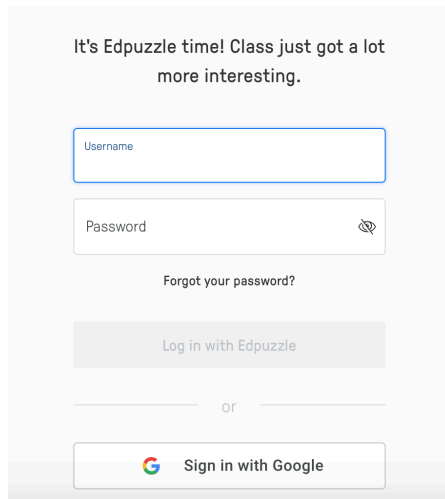 It's Edpuzzle time! Class just got a lot
more interesting.
Username
Password
Forgot your password?
Log in with Edpuzzle
or
Sign in with Google